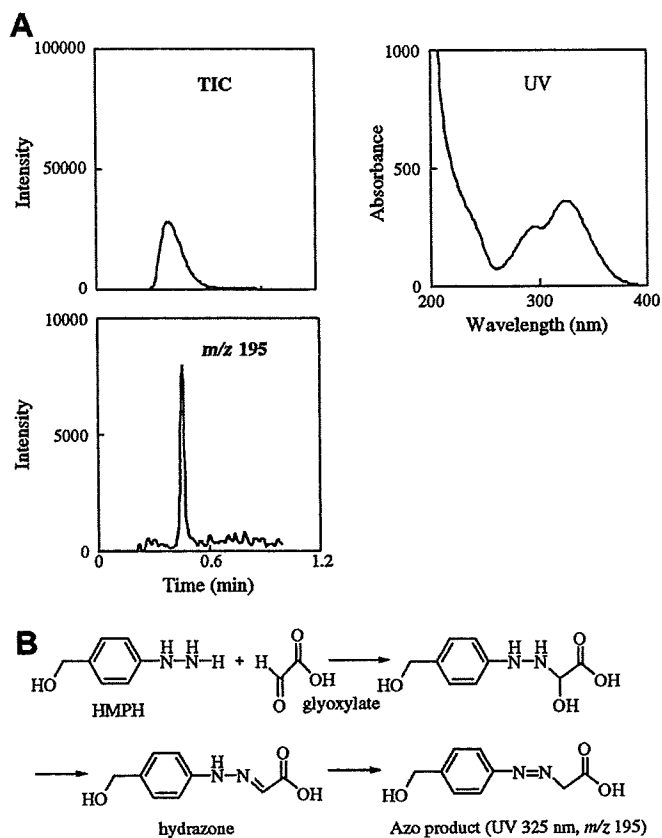 A
100000
50000
0
Intensity
TIC
1000
500
0
Absorbance
UV
200
300
400
Wavelength (nm)
10000
5000
0
Intensity
m/z 195
0
0.6
1.2
Time (min)
B
HO
H
N
H
N
H
+
H
O
O
OH
HMPH
glyoxylate
HO
H
N
H
N
O
OH
OH
HO
H
N
N
O
OH
hydrazone
HO
N=N
O
OH
Azo product (UV 325 nm, m/z 195)